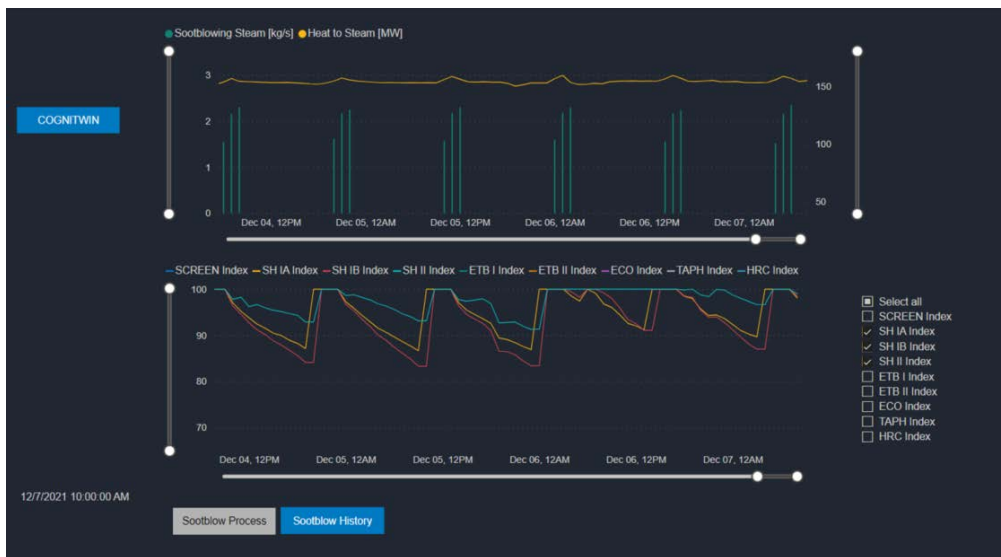 Sootblowing Steam [kg/s] Heat to Steam [MW]
3
2
1
0
150
100
50
Dec 04, 12PM Dec 05, 12AM Dec 05, 12PM Dec 06, 12AM Dec 06, 12PM Dec 07, 12AM
COGNITWIN
SCREEN Index SH IA Index SH IB Index SH II Index ETB I Index ETB II Index ECO Index TAPH Index HRC Index
100
90
80
70
Dec 04, 12PM Dec 05, 12AM Dec 05, 12PM Dec 06, 12AM Dec 06, 12PM Dec 07, 12AM
Select all
SCREEN Index
SH IA Index
SH IB Index
SH II Index
ETB I Index
ETB II Index
ECO Index
TAPH Index
HRC Index
12/7/2021 10:00:00 AM
Sootblow Process Sootblow History